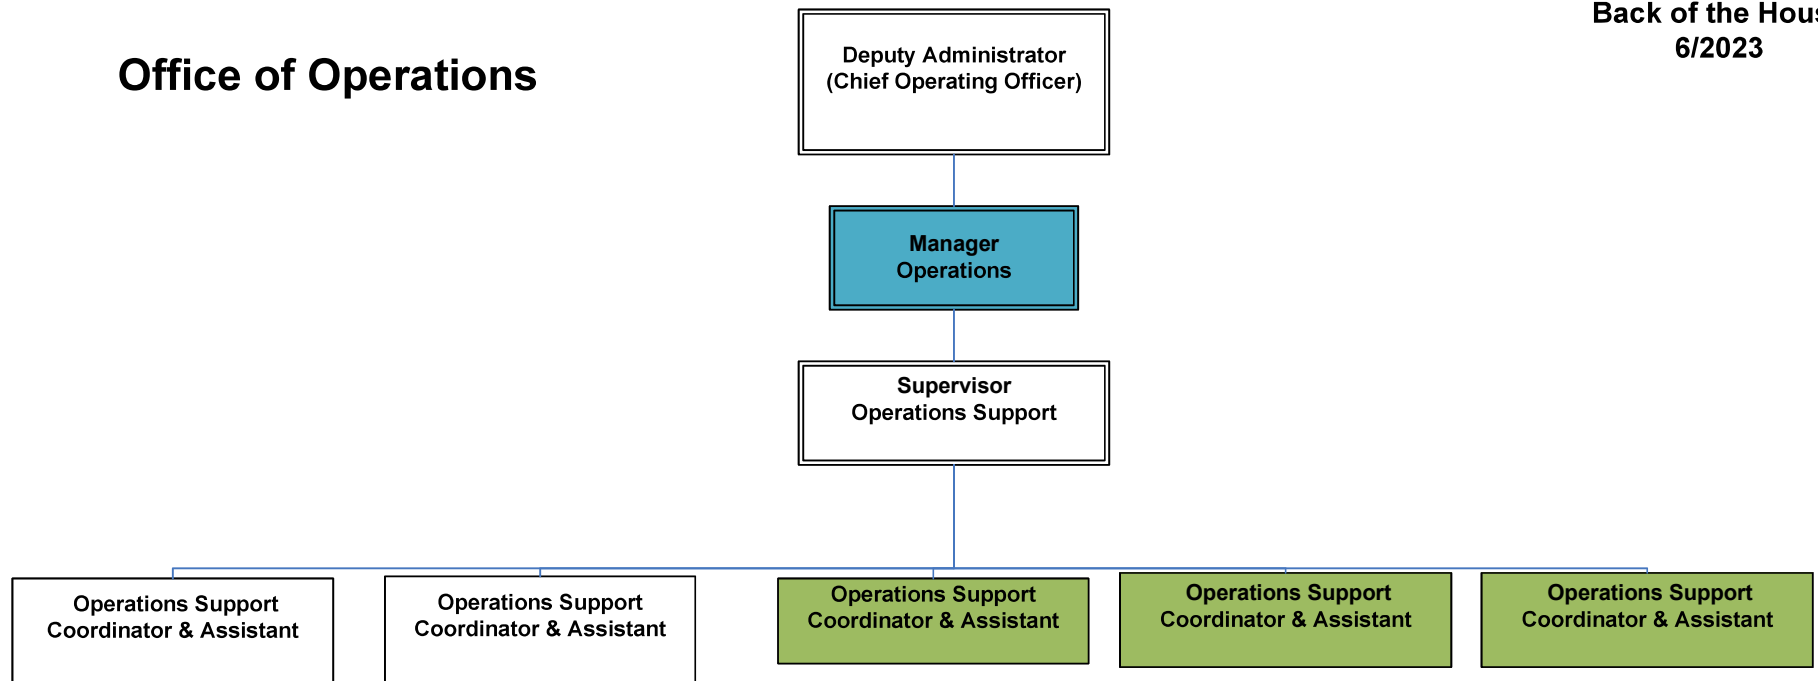 Back of the
6/2023
Office of Operations
Deputy Administrator
(Chief Operating Officer)
Manager
Operations
Supervisor
Operations Support
Operations Support
Coordinator & Assistant
Operations Support
Coordinator & Assistant
Operations Support
Coordinator & Assistant
Operations Support
Coordinator & Assistant
Operations Support
Coordinator & Assistant